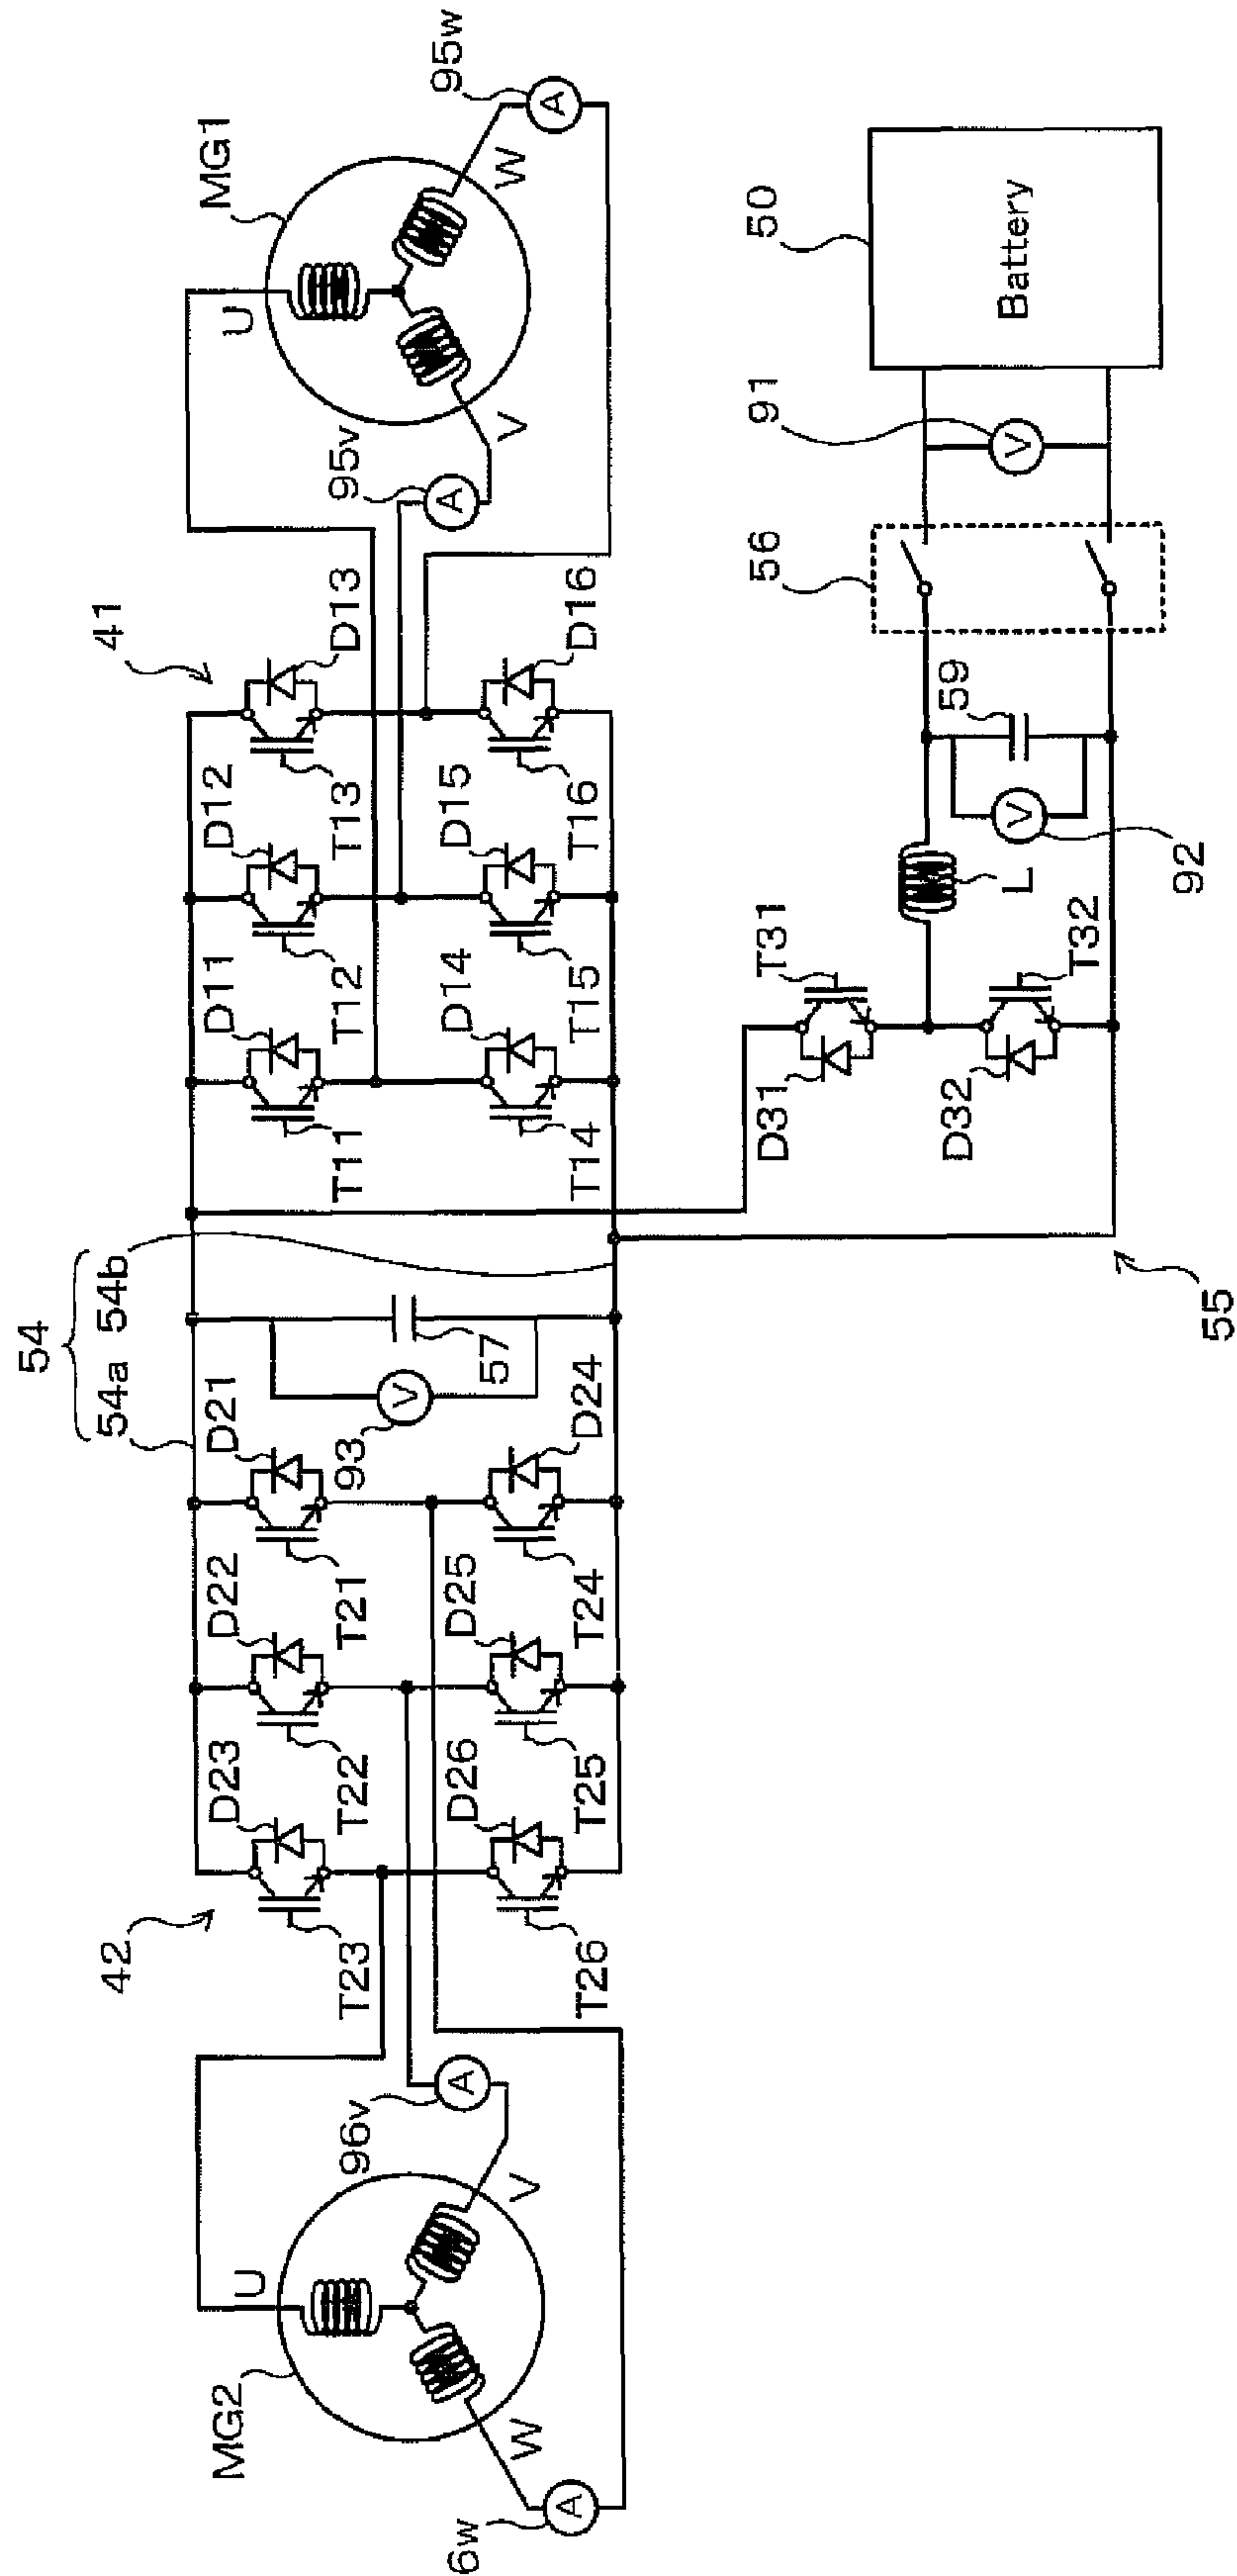 54
54a 54b
42
41
MG2
U
V
W
6w
96v
D23
D22
D21
T23
T22
T21
D26
D25
D24
T26
T25
T24
93
V
57
A
A
D11
D12
D13
T11
T12
T13
D14
D15
D16
T14
T15
T16
MG1
U
V
W
95v
95w
A
A
55
D31
T31
D32
T32
L
92
V
59
56
91
V
50
Battery